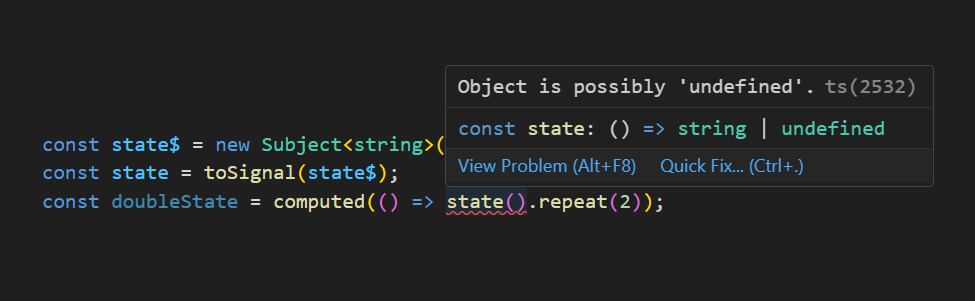 Object is possibly 'undefined'. ts(2532)
const state: () => string | undefined
View Problem (Alt+F8) Quick Fix... (Ctrl+.)
const state$ = new Subject<string>(
const state = toSignal(state$);
const doubleState = computed(() => state().repeat(2));